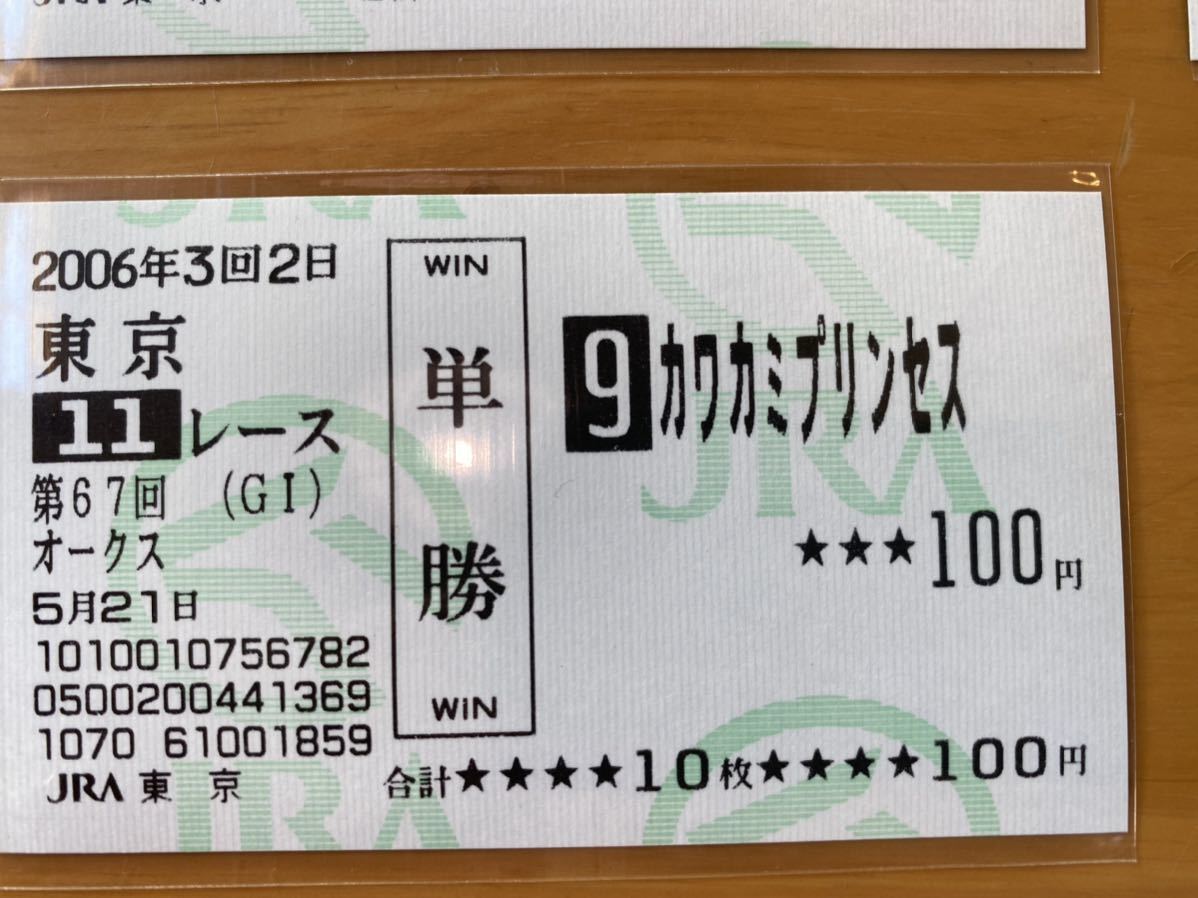 2006年3回2日
東京
11レース
第67回 (GI)
オークス
5月21日
1010010756782
0500200441369
1070 61001859
JRA 東 京
WIN
単勝
WIN
9 カワカミプリンセス
★★★100円
合計★★★★10枚★★★★100円